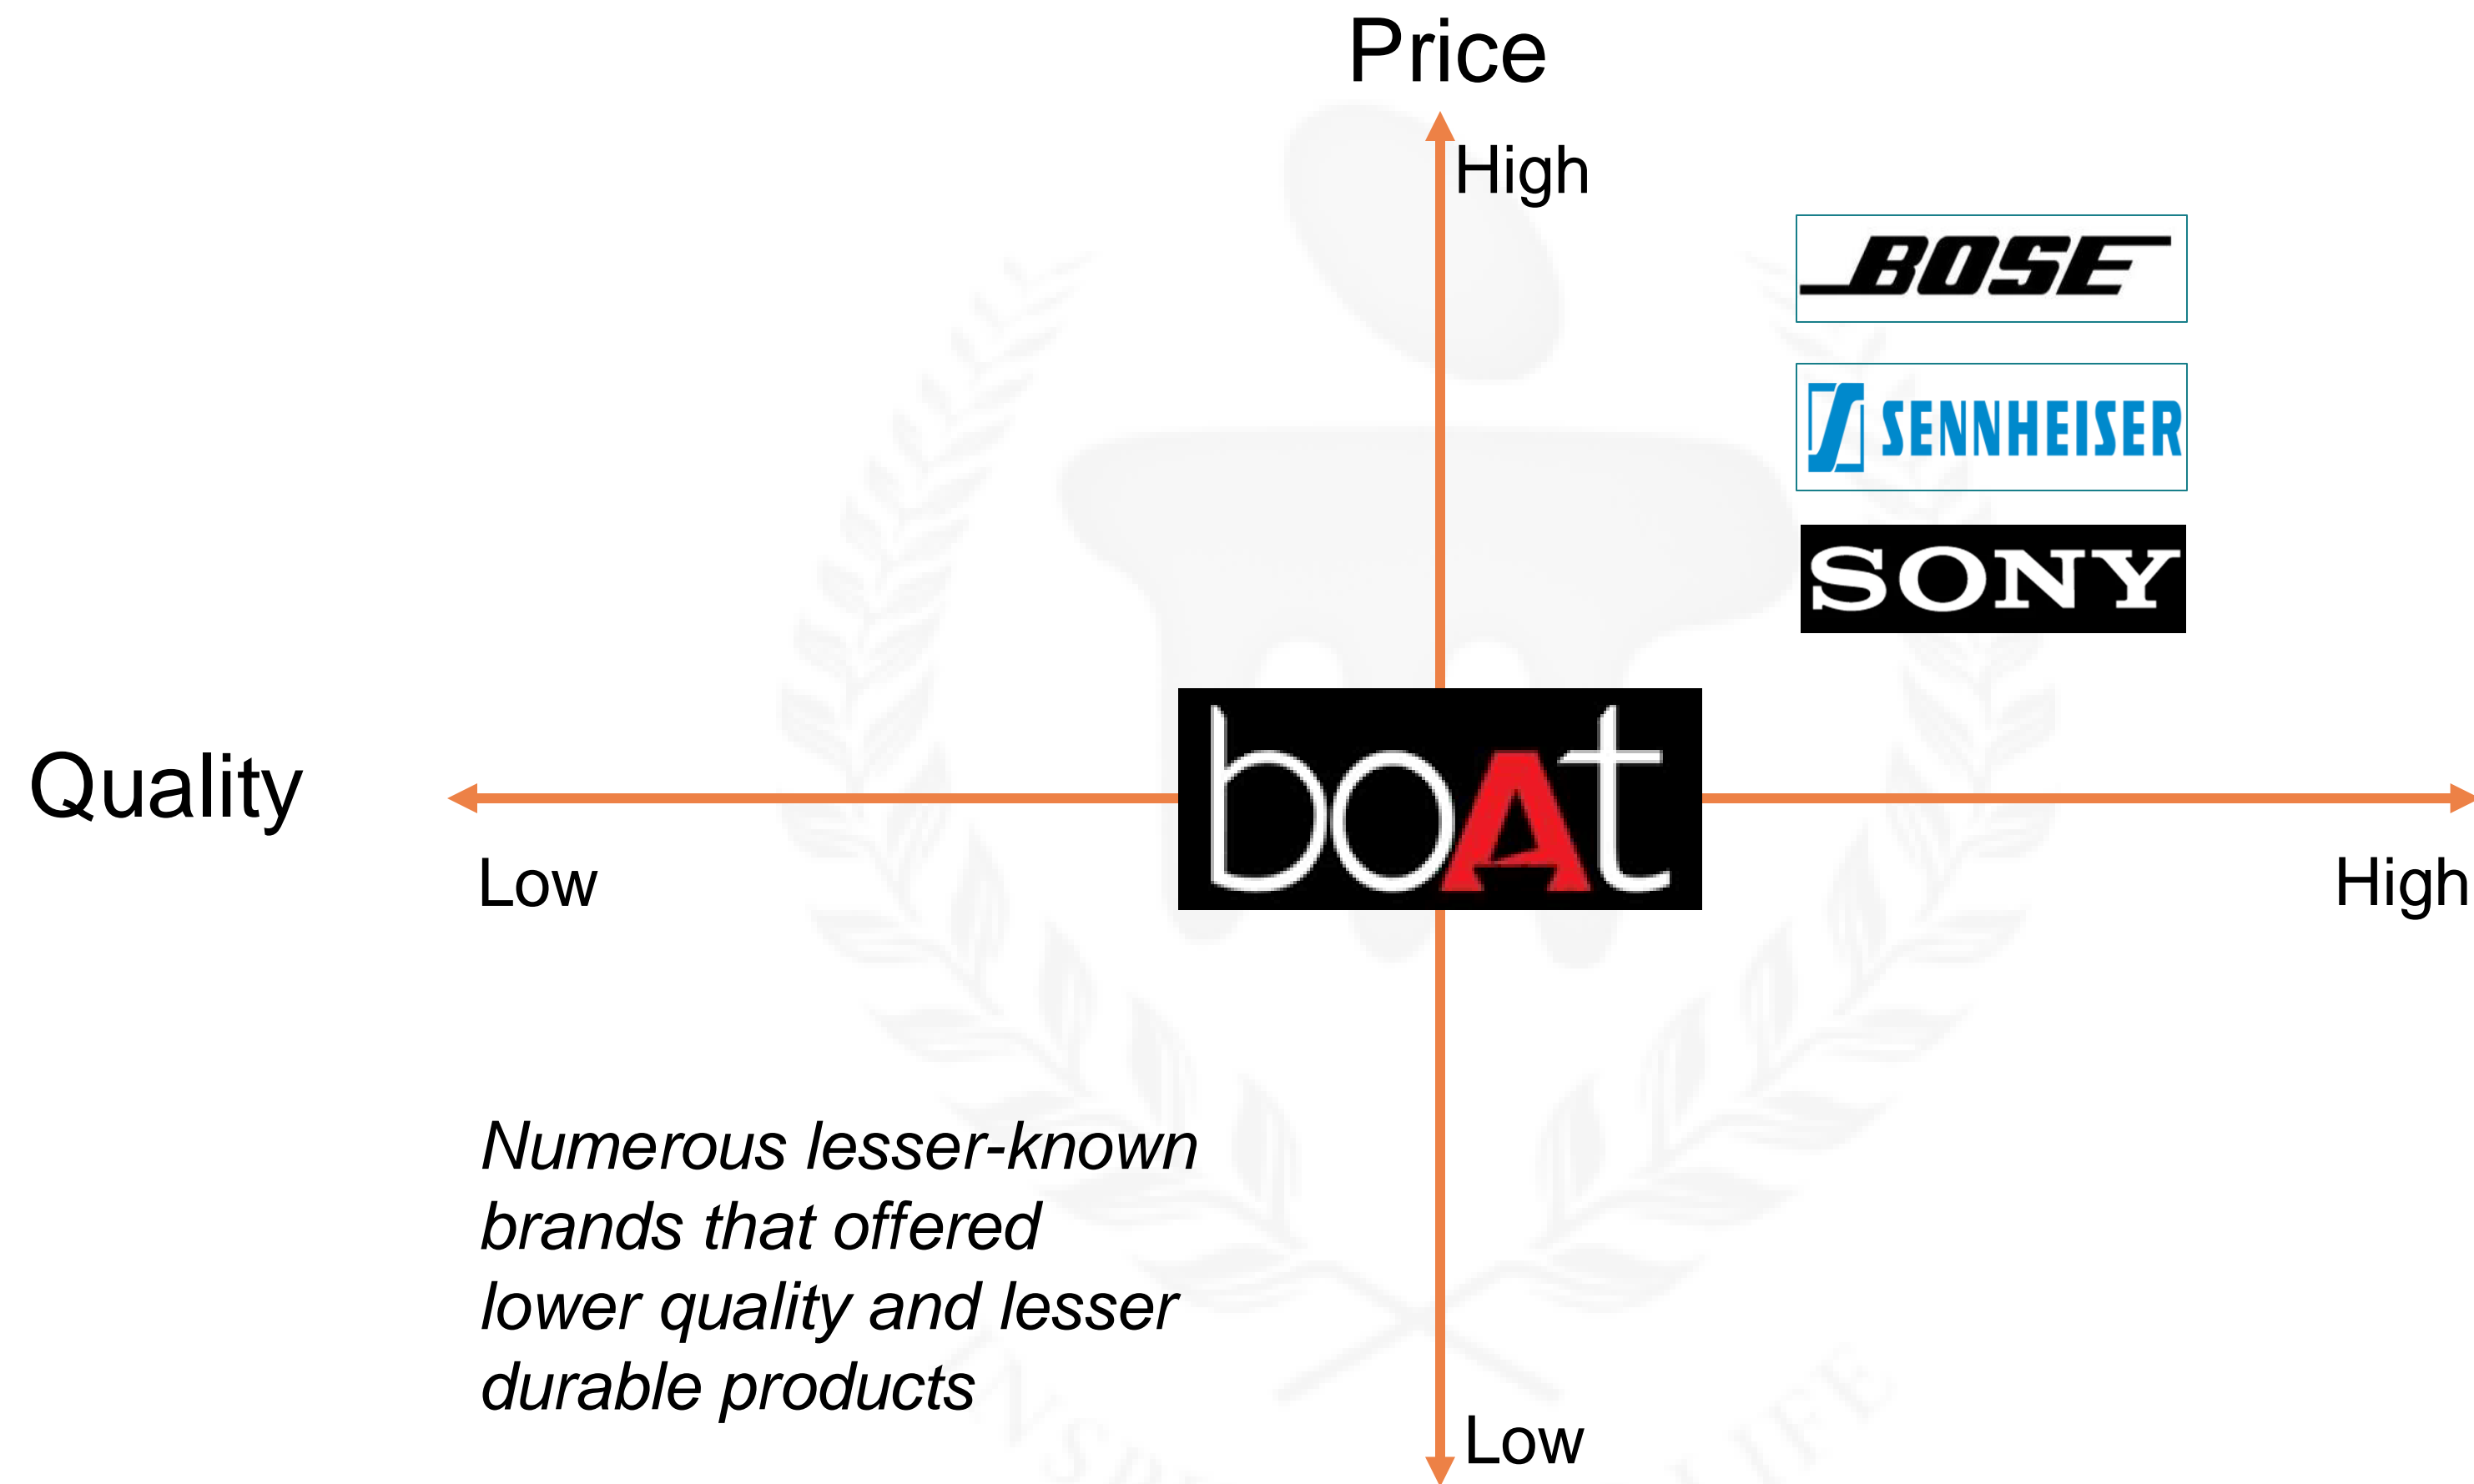 Price
High
BOSE
SENNHEISER
SONY
Quality
boAt
Low
High
Numerous lesser-known
brands that offered
lower quality and lesser
durable products
Low
LIFE